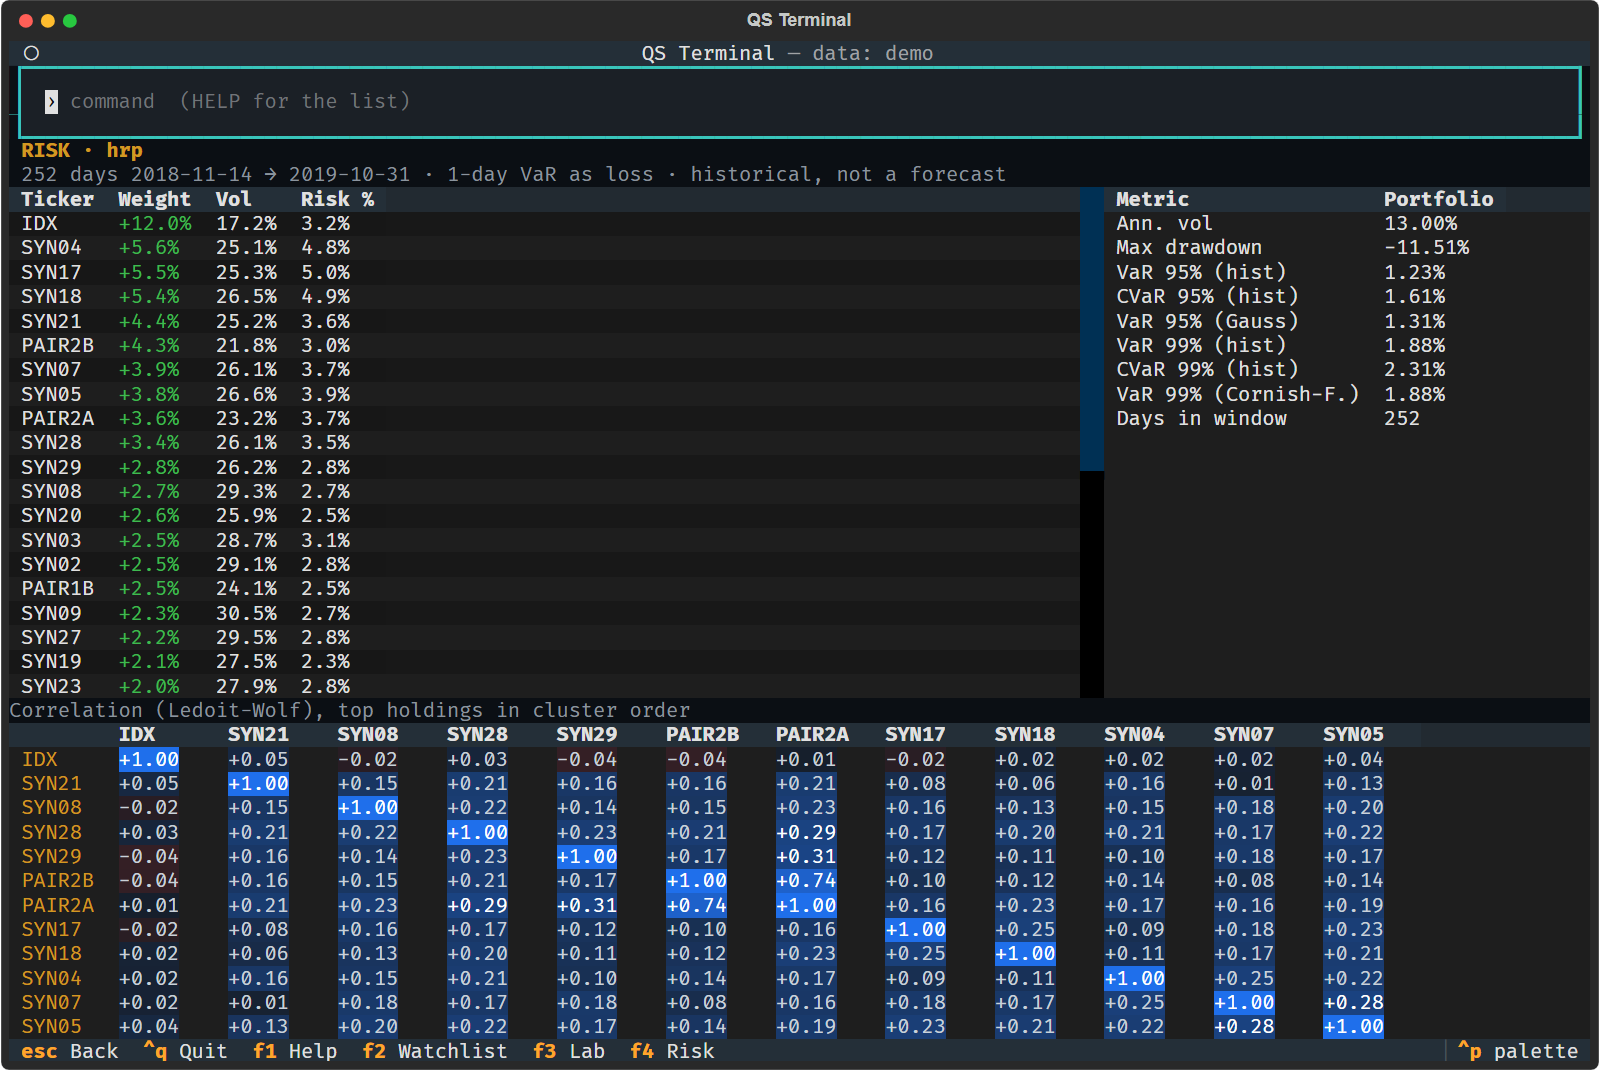 QS Terminal
QS Terminal — data: demo
› command (HELP for the list)
RISK · hrp
252 days 2018-11-14 → 2019-10-31 · 1-day VaR as loss · historical, not a forecast
Ticker Weight Vol Risk %
IDX +12.0% 17.2% 3.2%
SYN04 +5.6% 25.1% 4.8%
SYN17 +5.5% 25.3% 5.0%
SYN18 +5.4% 26.5% 4.9%
SYN21 +4.4% 25.2% 3.6%
PAIR2B +4.3% 21.8% 3.0%
SYN07 +3.9% 26.1% 3.7%
SYN05 +3.8% 26.6% 3.9%
PAIR2A +3.6% 23.2% 3.7%
SYN28 +3.4% 26.1% 3.5%
SYN29 +2.8% 26.2% 2.8%
SYN08 +2.7% 29.3% 2.7%
SYN20 +2.6% 25.9% 2.5%
SYN03 +2.5% 28.7% 3.1%
SYN02 +2.5% 29.1% 2.8%
PAIR1B +2.5% 24.1% 2.5%
SYN09 +2.3% 30.5% 2.7%
SYN27 +2.2% 29.5% 2.8%
SYN19 +2.1% 27.5% 2.3%
SYN23 +2.0% 27.9% 2.8%
Metric Portfolio
Ann. vol 13.00%
Max drawdown -11.51%
VaR 95% (hist) 1.23%
CVaR 95% (hist) 1.61%
VaR 95% (Gauss) 1.31%
VaR 99% (hist) 1.88%
CVaR 99% (hist) 2.31%
VaR 99% (Cornish-F.) 1.88%
Days in window 252
Correlation (Ledoit-Wolf), top holdings in cluster order
IDX SYN21 SYN08 SYN28 SYN29 PAIR2B PAIR2A SYN17 SYN18 SYN04 SYN07 SYN05
IDX +1.00 +0.05 -0.02 +0.03 -0.04 -0.04 +0.01 -0.02 +0.02 +0.02 +0.02 +0.04
SYN21 +0.05 +1.00 +0.15 +0.21 +0.16 +0.16 +0.21 +0.08 +0.06 +0.16 +0.01 +0.13
SYN08 -0.02 +0.15 +1.00 +0.22 +0.14 +0.15 +0.23 +0.16 +0.13 +0.15 +0.18 +0.20
SYN28 +0.03 +0.21 +0.22 +1.00 +0.23 +0.21 +0.29 +0.17 +0.20 +0.21 +0.17 +0.22
SYN29 -0.04 +0.16 +0.14 +0.23 +1.00 +0.17 +0.31 +0.12 +0.11 +0.10 +0.18 +0.17
PAIR2B -0.04 +0.16 +0.15 +0.21 +0.17 +1.00 +0.74 +0.10 +0.12 +0.14 +0.08 +0.14
PAIR2A +0.01 +0.21 +0.23 +0.29 +0.31 +0.74 +1.00 +0.16 +0.23 +0.17 +0.16 +0.19
SYN17 -0.02 +0.08 +0.16 +0.17 +0.12 +0.10 +0.16 +1.00 +0.25 +0.09 +0.18 +0.23
SYN18 +0.02 +0.06 +0.13 +0.20 +0.11 +0.12 +0.23 +0.25 +1.00 +0.11 +0.17 +0.21
SYN04 +0.02 +0.16 +0.15 +0.21 +0.10 +0.14 +0.17 +0.09 +0.11 +1.00 +0.25 +0.22
SYN07 +0.02 +0.01 +0.18 +0.17 +0.18 +0.08 +0.16 +0.18 +0.17 +0.25 +1.00 +0.28
SYN05 +0.04 +0.13 +0.20 +0.22 +0.17 +0.14 +0.19 +0.23 +0.21 +0.22 +0.28 +1.00
esc Back ^q Quit f1 Help f2 Watchlist f3 Lab f4 Risk ^p palette